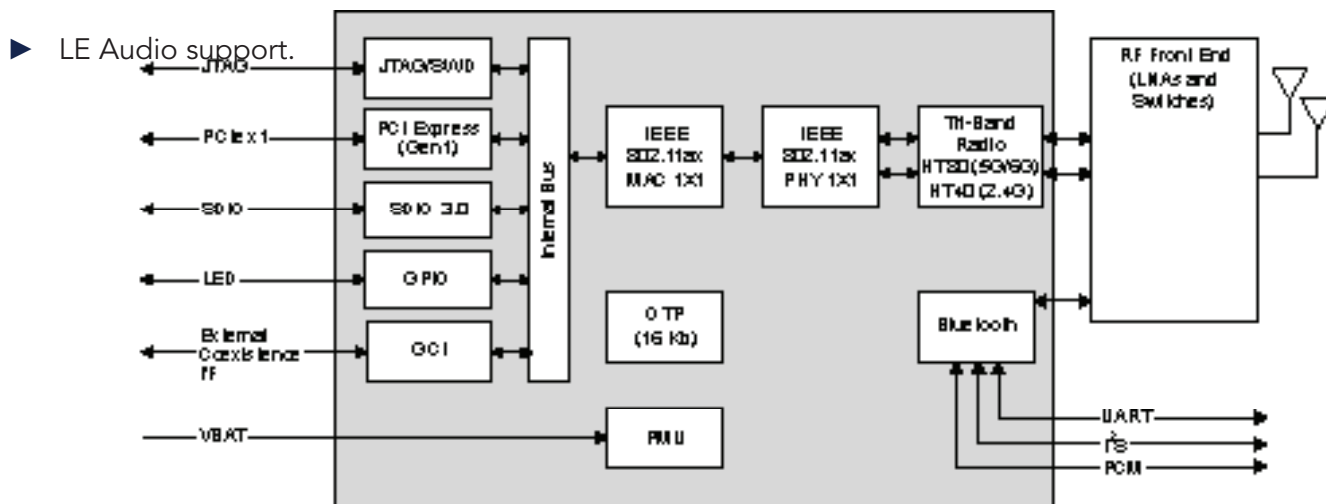 ► LE Audio support.
JTAG
JTAG/SWD
PCIex1
PCI Express
(Gen1)
SDIO
SDIO 3.0
LED
GPIO
External
Coexistence
I/F
GCI
VBAT
Internal Bus
IEEE
802.11ax
MAC 1X1
IEEE
802.11ax
PHY 1X1
Tri-Band
Radio
HT80(5G/6G)
HT40(2.4G)
RF Front End
(LNAs and
Switches)
OTP
(16 Kb)
Bluetooth
PMU
UART
I²S
PCM